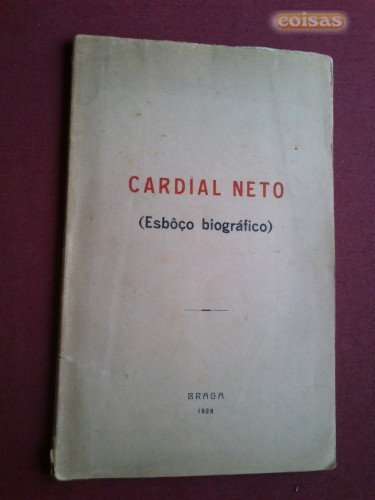 coisas
CARDIAL NETO
(Esbôço biográfico)
BRAGA
1928